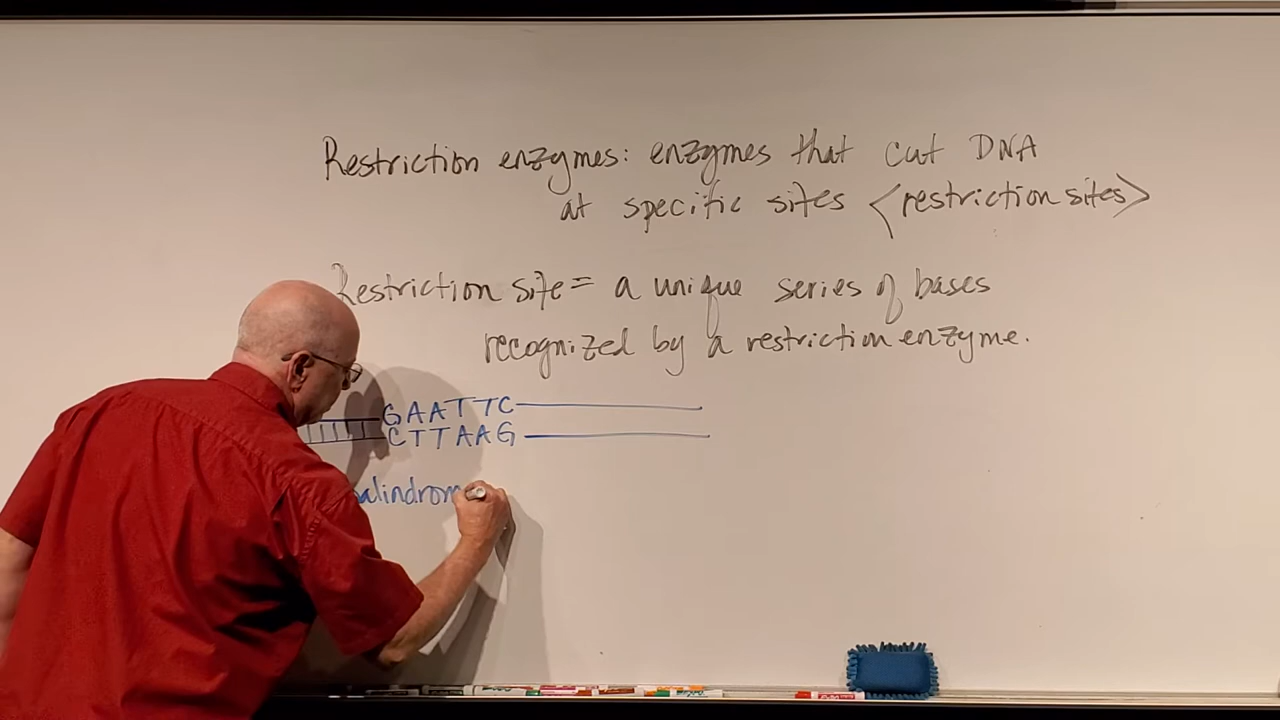 Restriction enzymes: enzymes that cut DNA
at specific sites <restriction sites>
Restriction site = a unique series of bases
recognized by a restriction enzyme.
GAATTC
CTTAAG
alindrom